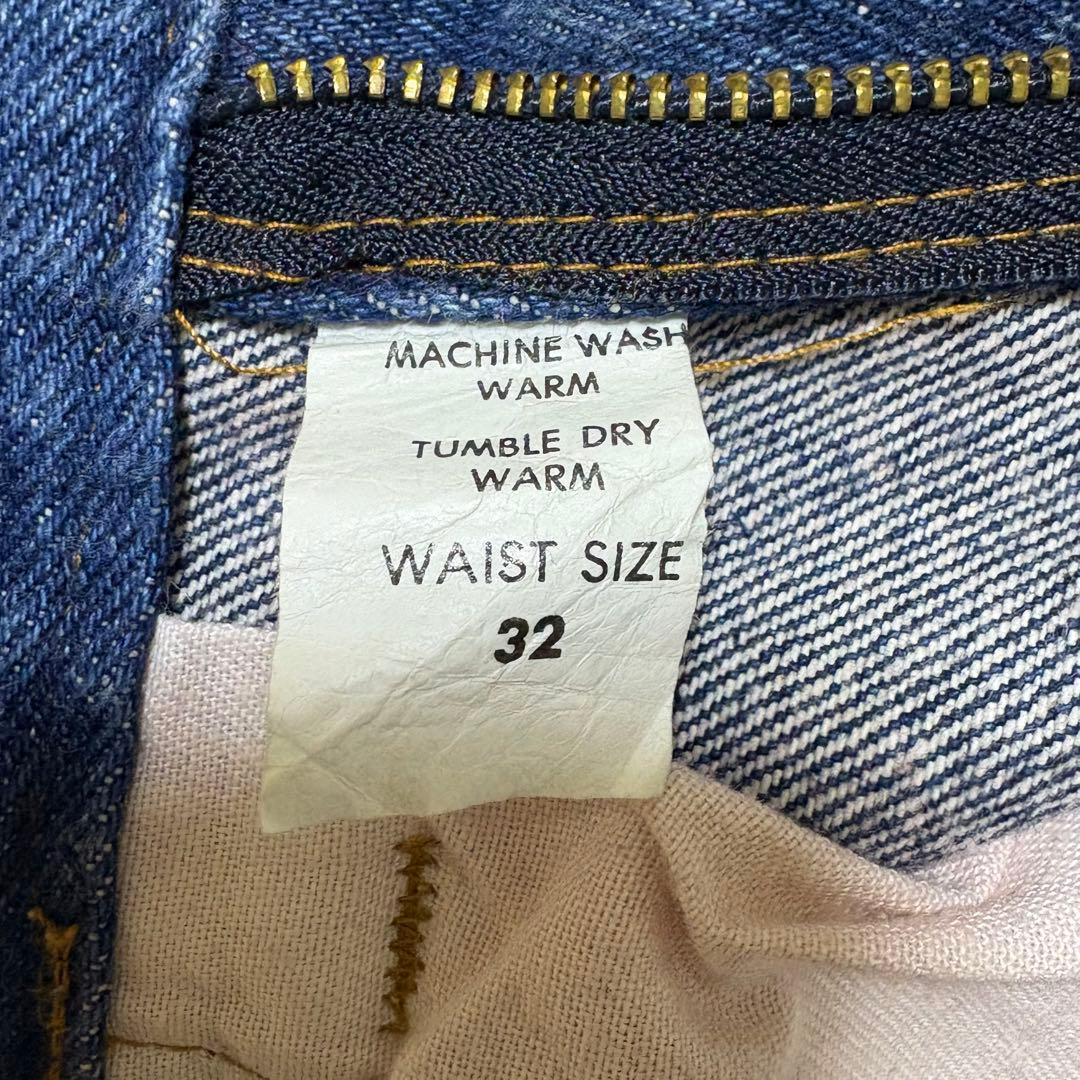 MACHINE WASH
WARM
TUMBLE DRY
WARM
WAIST SIZE
32